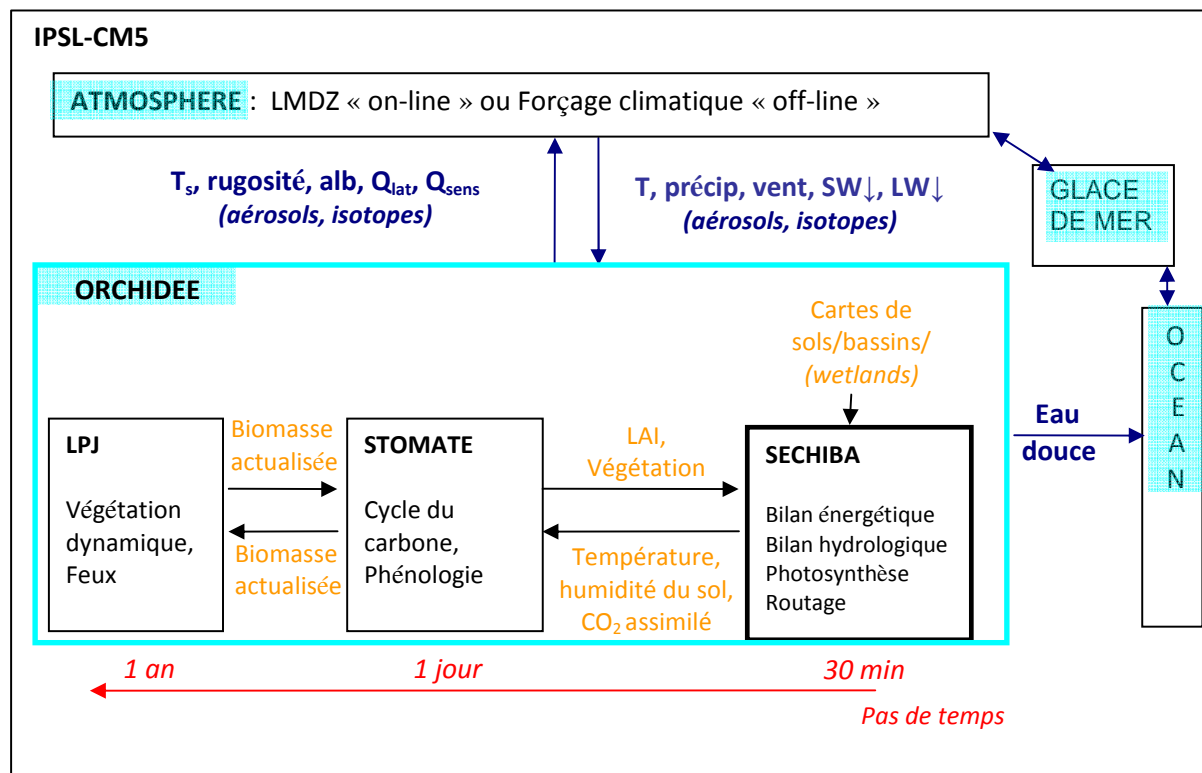 IPSL-CM5
ATMOSPHERE : LMDZ « on-line » ou Forçage climatique « off-line »
Ts, rugosité, alb, Qlat, Qsens
(aérosols, isotopes)
T, précip, vent, SW↓, LW↓
(aérosols, isotopes)
GLACE
DE MER
ORCHIDEE
Cartes de
sols/bassins/
(wetlands)
LPJ
Végétation
dynamique,
Feux
Biomasse
actualisée
Biomasse
actualisée
STOMATE
Cycle du
carbone,
Phénologie
LAI,
Végétation
Température,
humidité du sol,
CO2 assimilé
SECHIBA
Bilan énergétique
Bilan hydrologique
Photosynthèse
Routage
Eau
douce
O
C
E
A
N
1 an
1 jour
30 min
Pas de temps